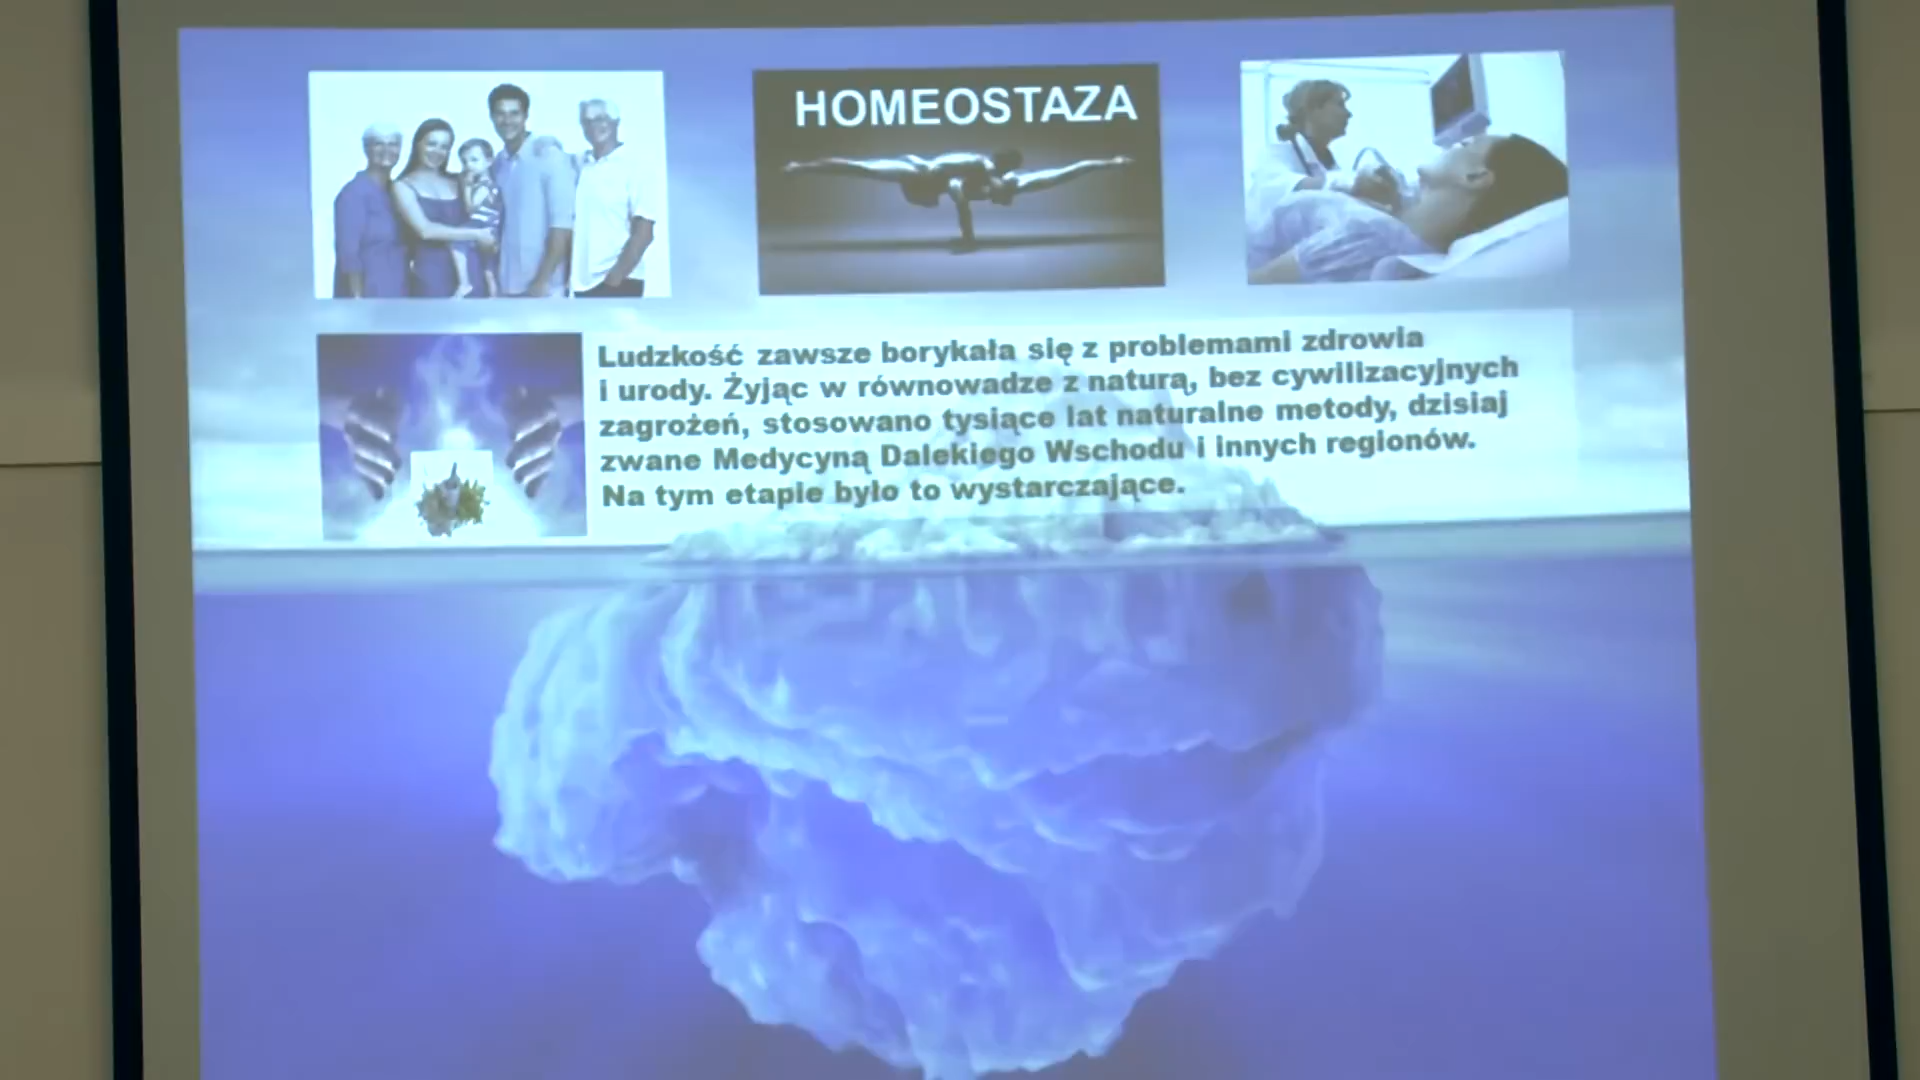 HOMEOSTAZA
Ludzkość zawsze borykała się z problemami zdrowia
i urody. Żyjąc w równowadze z naturą, bez cywilizacyjnych
zagrożeń, stosowano tysiące lat naturalne metody, dzisiaj
zwane Medycyną Dalekiego Wschodu i innych regionów.
Na tym etapie było to wystarczające.